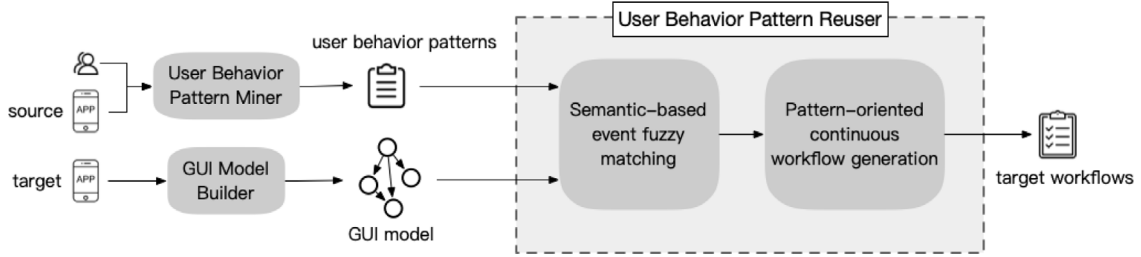 User Behavior Pattern Reuser
user behavior patterns
User Behavior
Pattern Miner
source
APP
Semantic-based
event fuzzy
matching
Pattern-oriented
continuous
workflow generation
target
APP
GUI Model
Builder
GUI model
target workflows